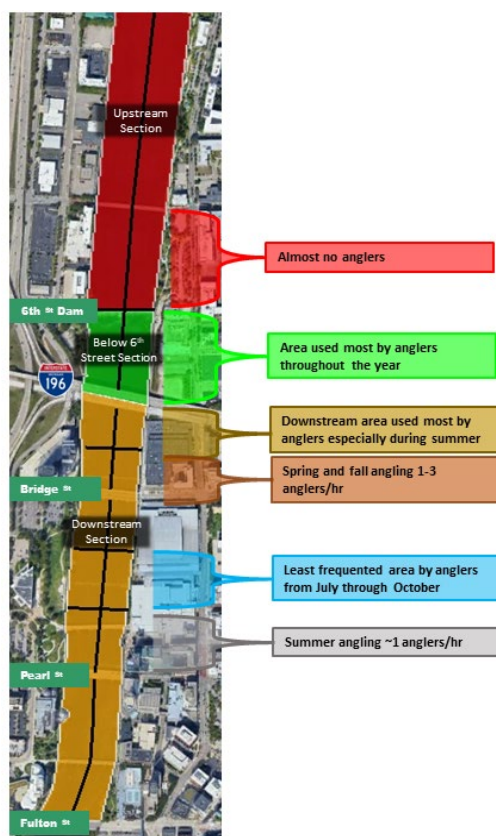 Upstream
Section
Almost no anglers
6th St Dam
Below 6th
Street Section
Area used most by anglers
throughout the year
INTERSTATE
196
Downstream area used most by
anglers especially during summer
Spring and fall angling 1-3
anglers/hr
Bridge St
Downstream
Section
Least frequented area by anglers
from July through October
Summer angling ~1 anglers/hr
Pearl St
Fulton St